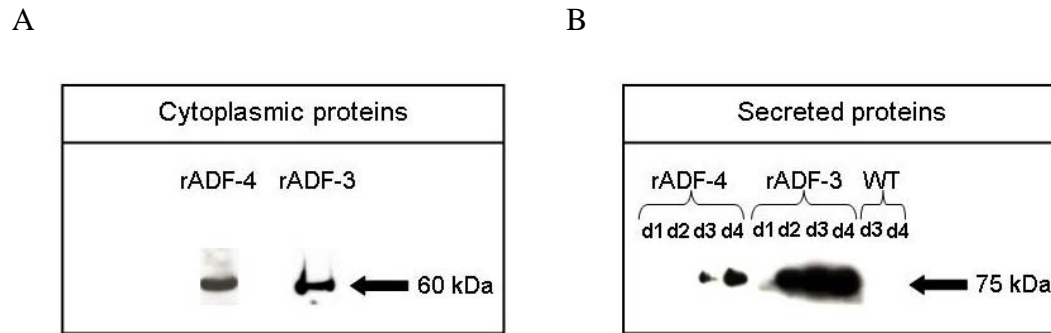 A
B
Cytoplasmic proteins
rADF-4 rADF-3
60 kDa
Secreted proteins
rADF-4 rADF-3 WT
d1 d2 d3 d4 d1 d2 d3 d4 d3 d4
75 kDa